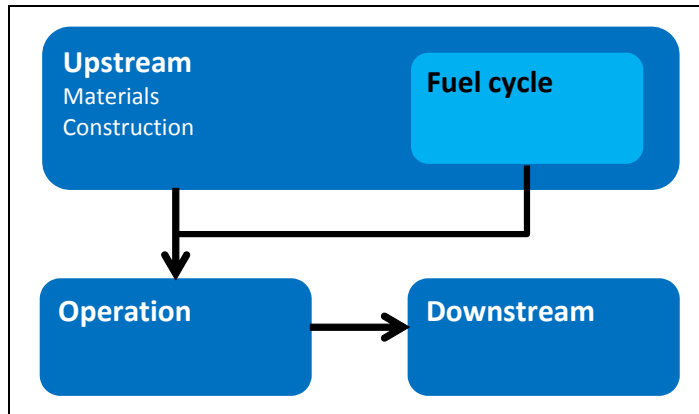 Upstream
Materials
Construction
Fuel cycle
Operation
Downstream